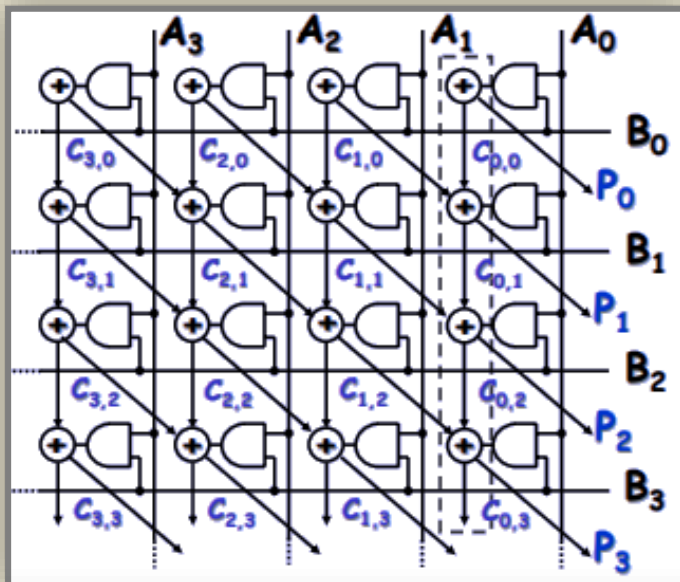 A₃ A₂ A₁ A₀
+ + + +
B₀
C₃,₀ C₂,₀ C₁,₀ C₀,₀
P₀
+ + + +
B₁
C₃,₁ C₂,₁ C₁,₁ C₀,₁
P₁
+ + + +
B₂
C₃,₂ C₂,₂ C₁,₂ C₀,₂
P₂
+ + + +
B₃
C₃,₃ C₂,₃ C₁,₃ C₀,₃
P₃